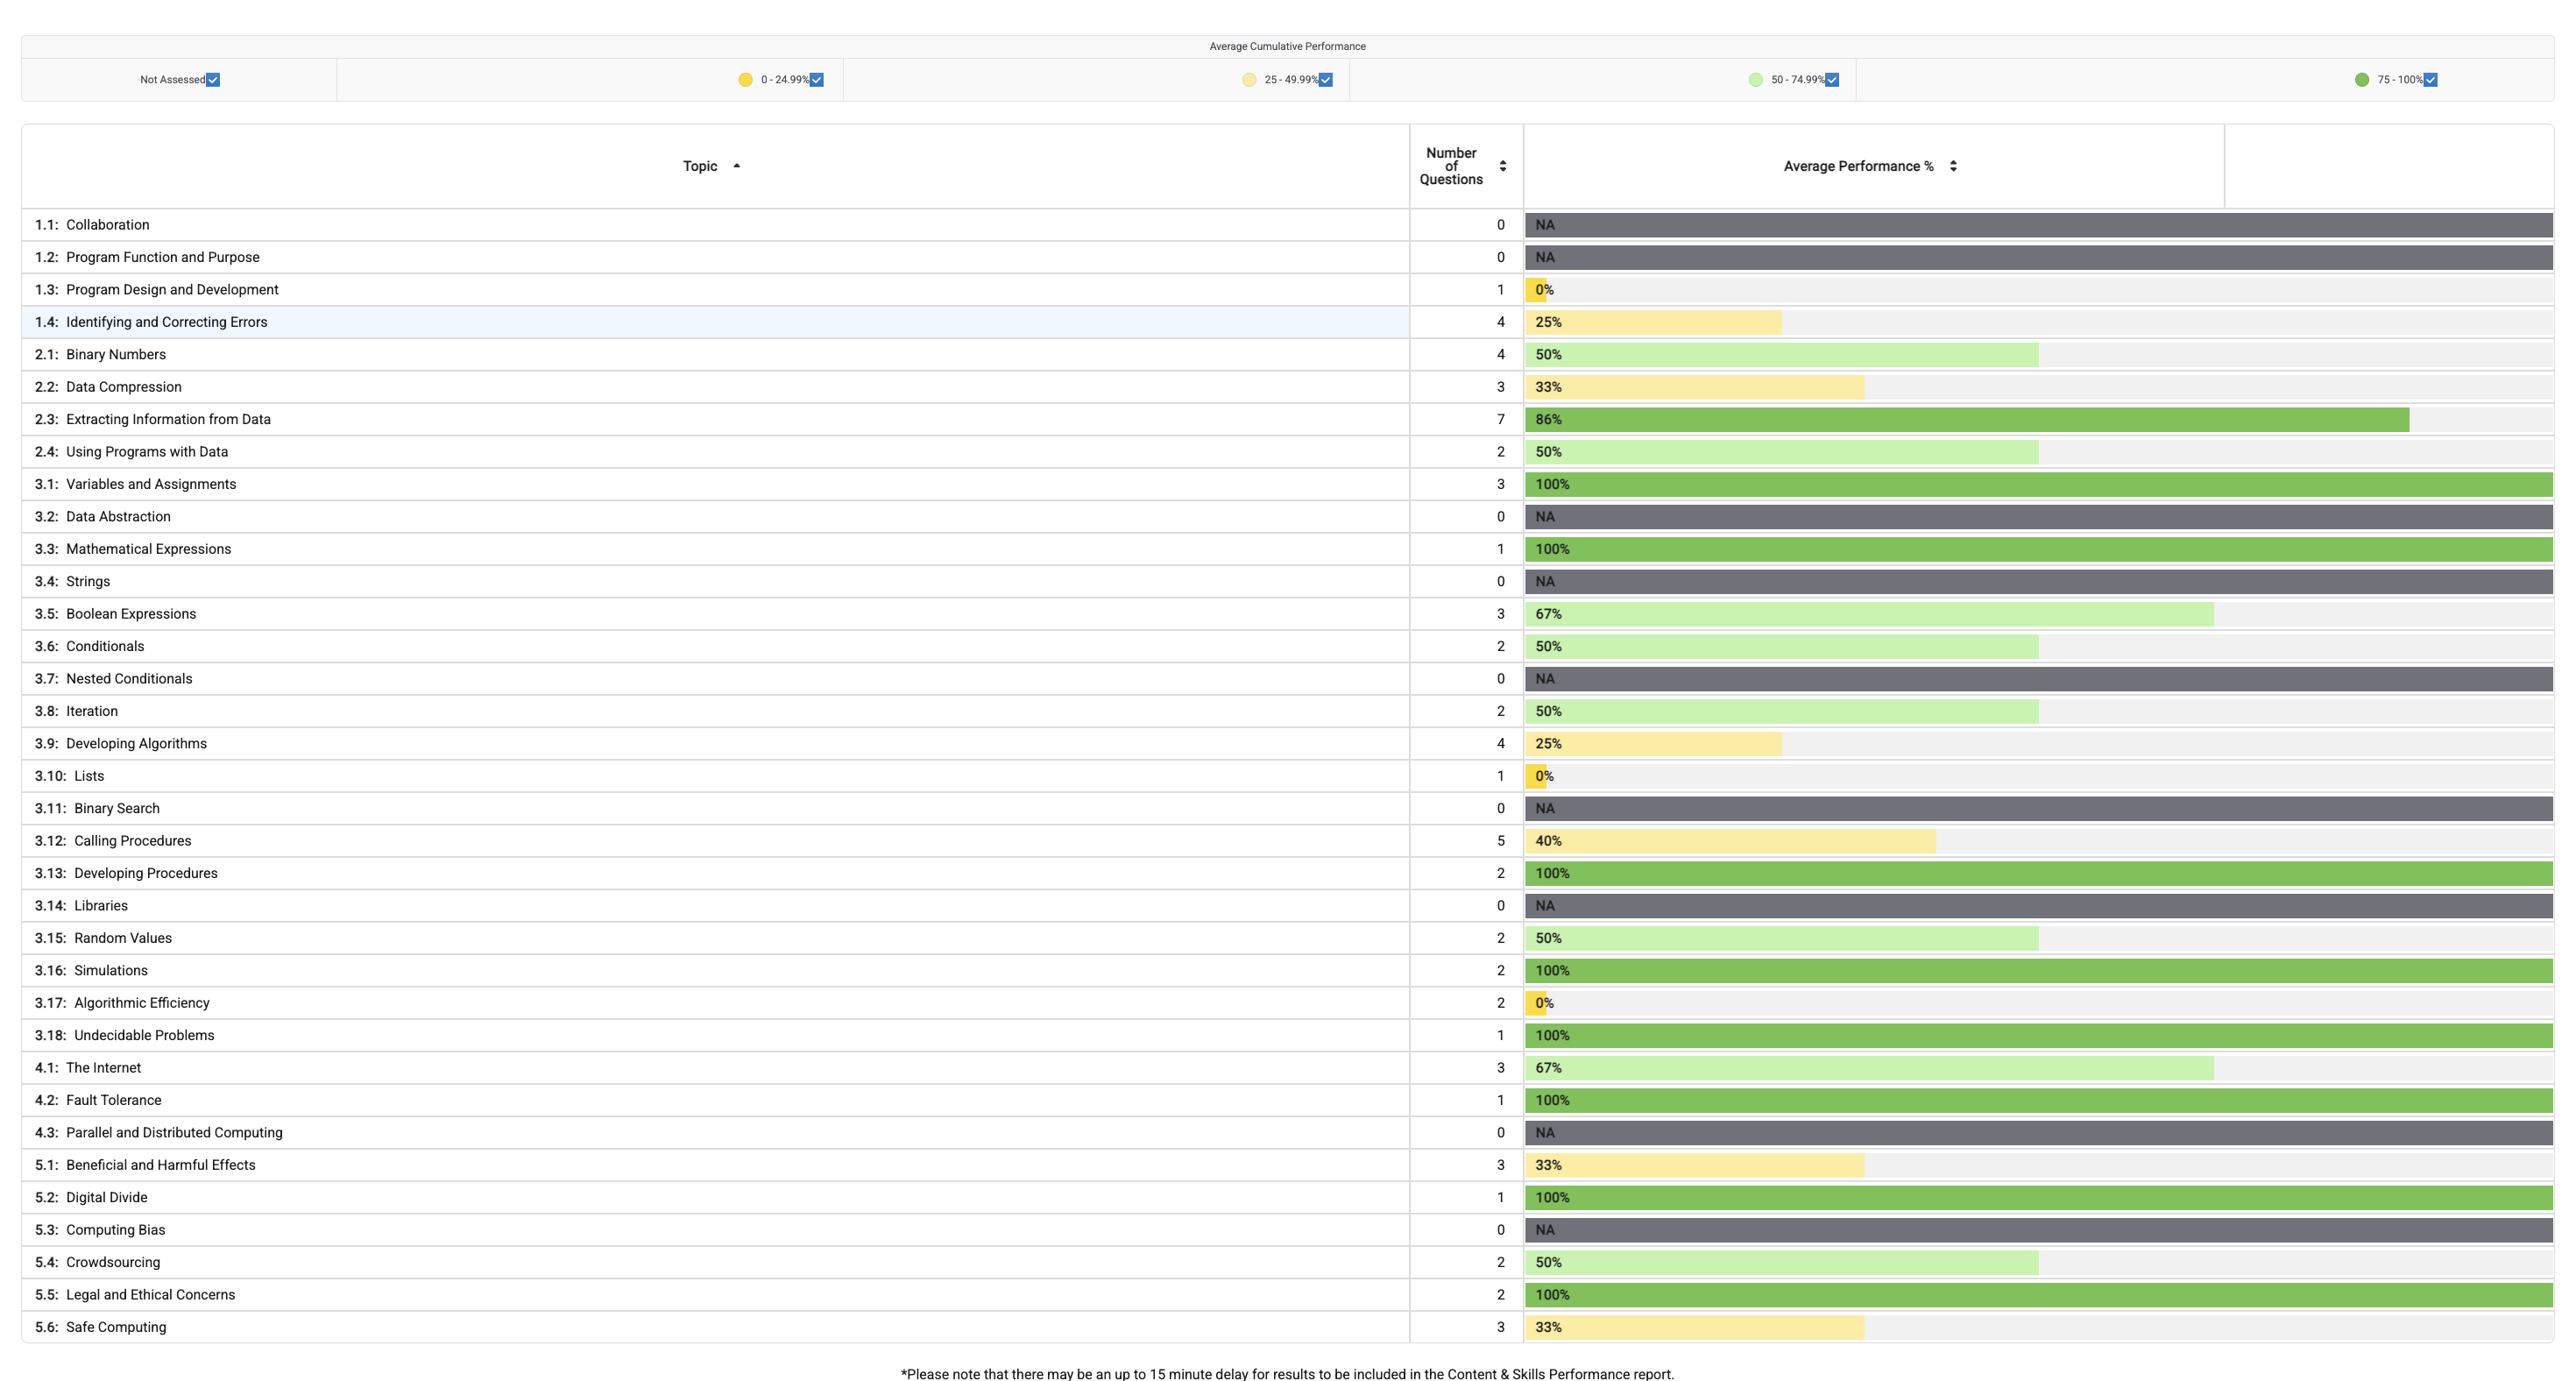 Average Cumulative Performance
Not Assessed 0 - 24.99% 25 - 49.99% 50 - 74.99% 75 - 100%
Topic Number of Questions Average Performance %
1.1: Collaboration 0 NA
1.2: Program Function and Purpose 0 NA
1.3: Program Design and Development 1 0%
1.4: Identifying and Correcting Errors 4 25%
2.1: Binary Numbers 4 50%
2.2: Data Compression 3 33%
2.3: Extracting Information from Data 7 86%
2.4: Using Programs with Data 2 50%
3.1: Variables and Assignments 3 100%
3.2: Data Abstraction 0 NA
3.3: Mathematical Expressions 1 100%
3.4: Strings 0 NA
3.5: Boolean Expressions 3 67%
3.6: Conditionals 2 50%
3.7: Nested Conditionals 0 NA
3.8: Iteration 2 50%
3.9: Developing Algorithms 4 25%
3.10: Lists 1 0%
3.11: Binary Search 0 NA
3.12: Calling Procedures 5 40%
3.13: Developing Procedures 2 100%
3.14: Libraries 0 NA
3.15: Random Values 2 50%
3.16: Simulations 2 100%
3.17: Algorithmic Efficiency 2 0%
3.18: Undecidable Problems 1 100%
4.1: The Internet 3 67%
4.2: Fault Tolerance 1 100%
4.3: Parallel and Distributed Computing 0 NA
5.1: Beneficial and Harmful Effects 3 33%
5.2: Digital Divide 1 100%
5.3: Computing Bias 0 NA
5.4: Crowdsourcing 2 50%
5.5: Legal and Ethical Concerns 2 100%
5.6: Safe Computing 3 33%
*Please note that there may be an up to 15 minute delay for results to be included in the Content & Skills Performance report.